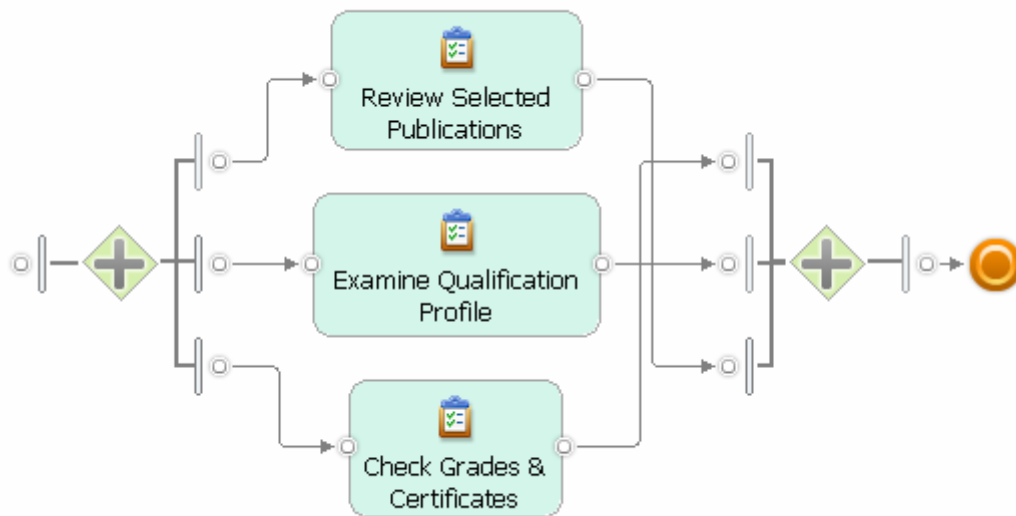 Review Selected
Publications
Examine Qualification
Profile
Check Grades &
Certificates